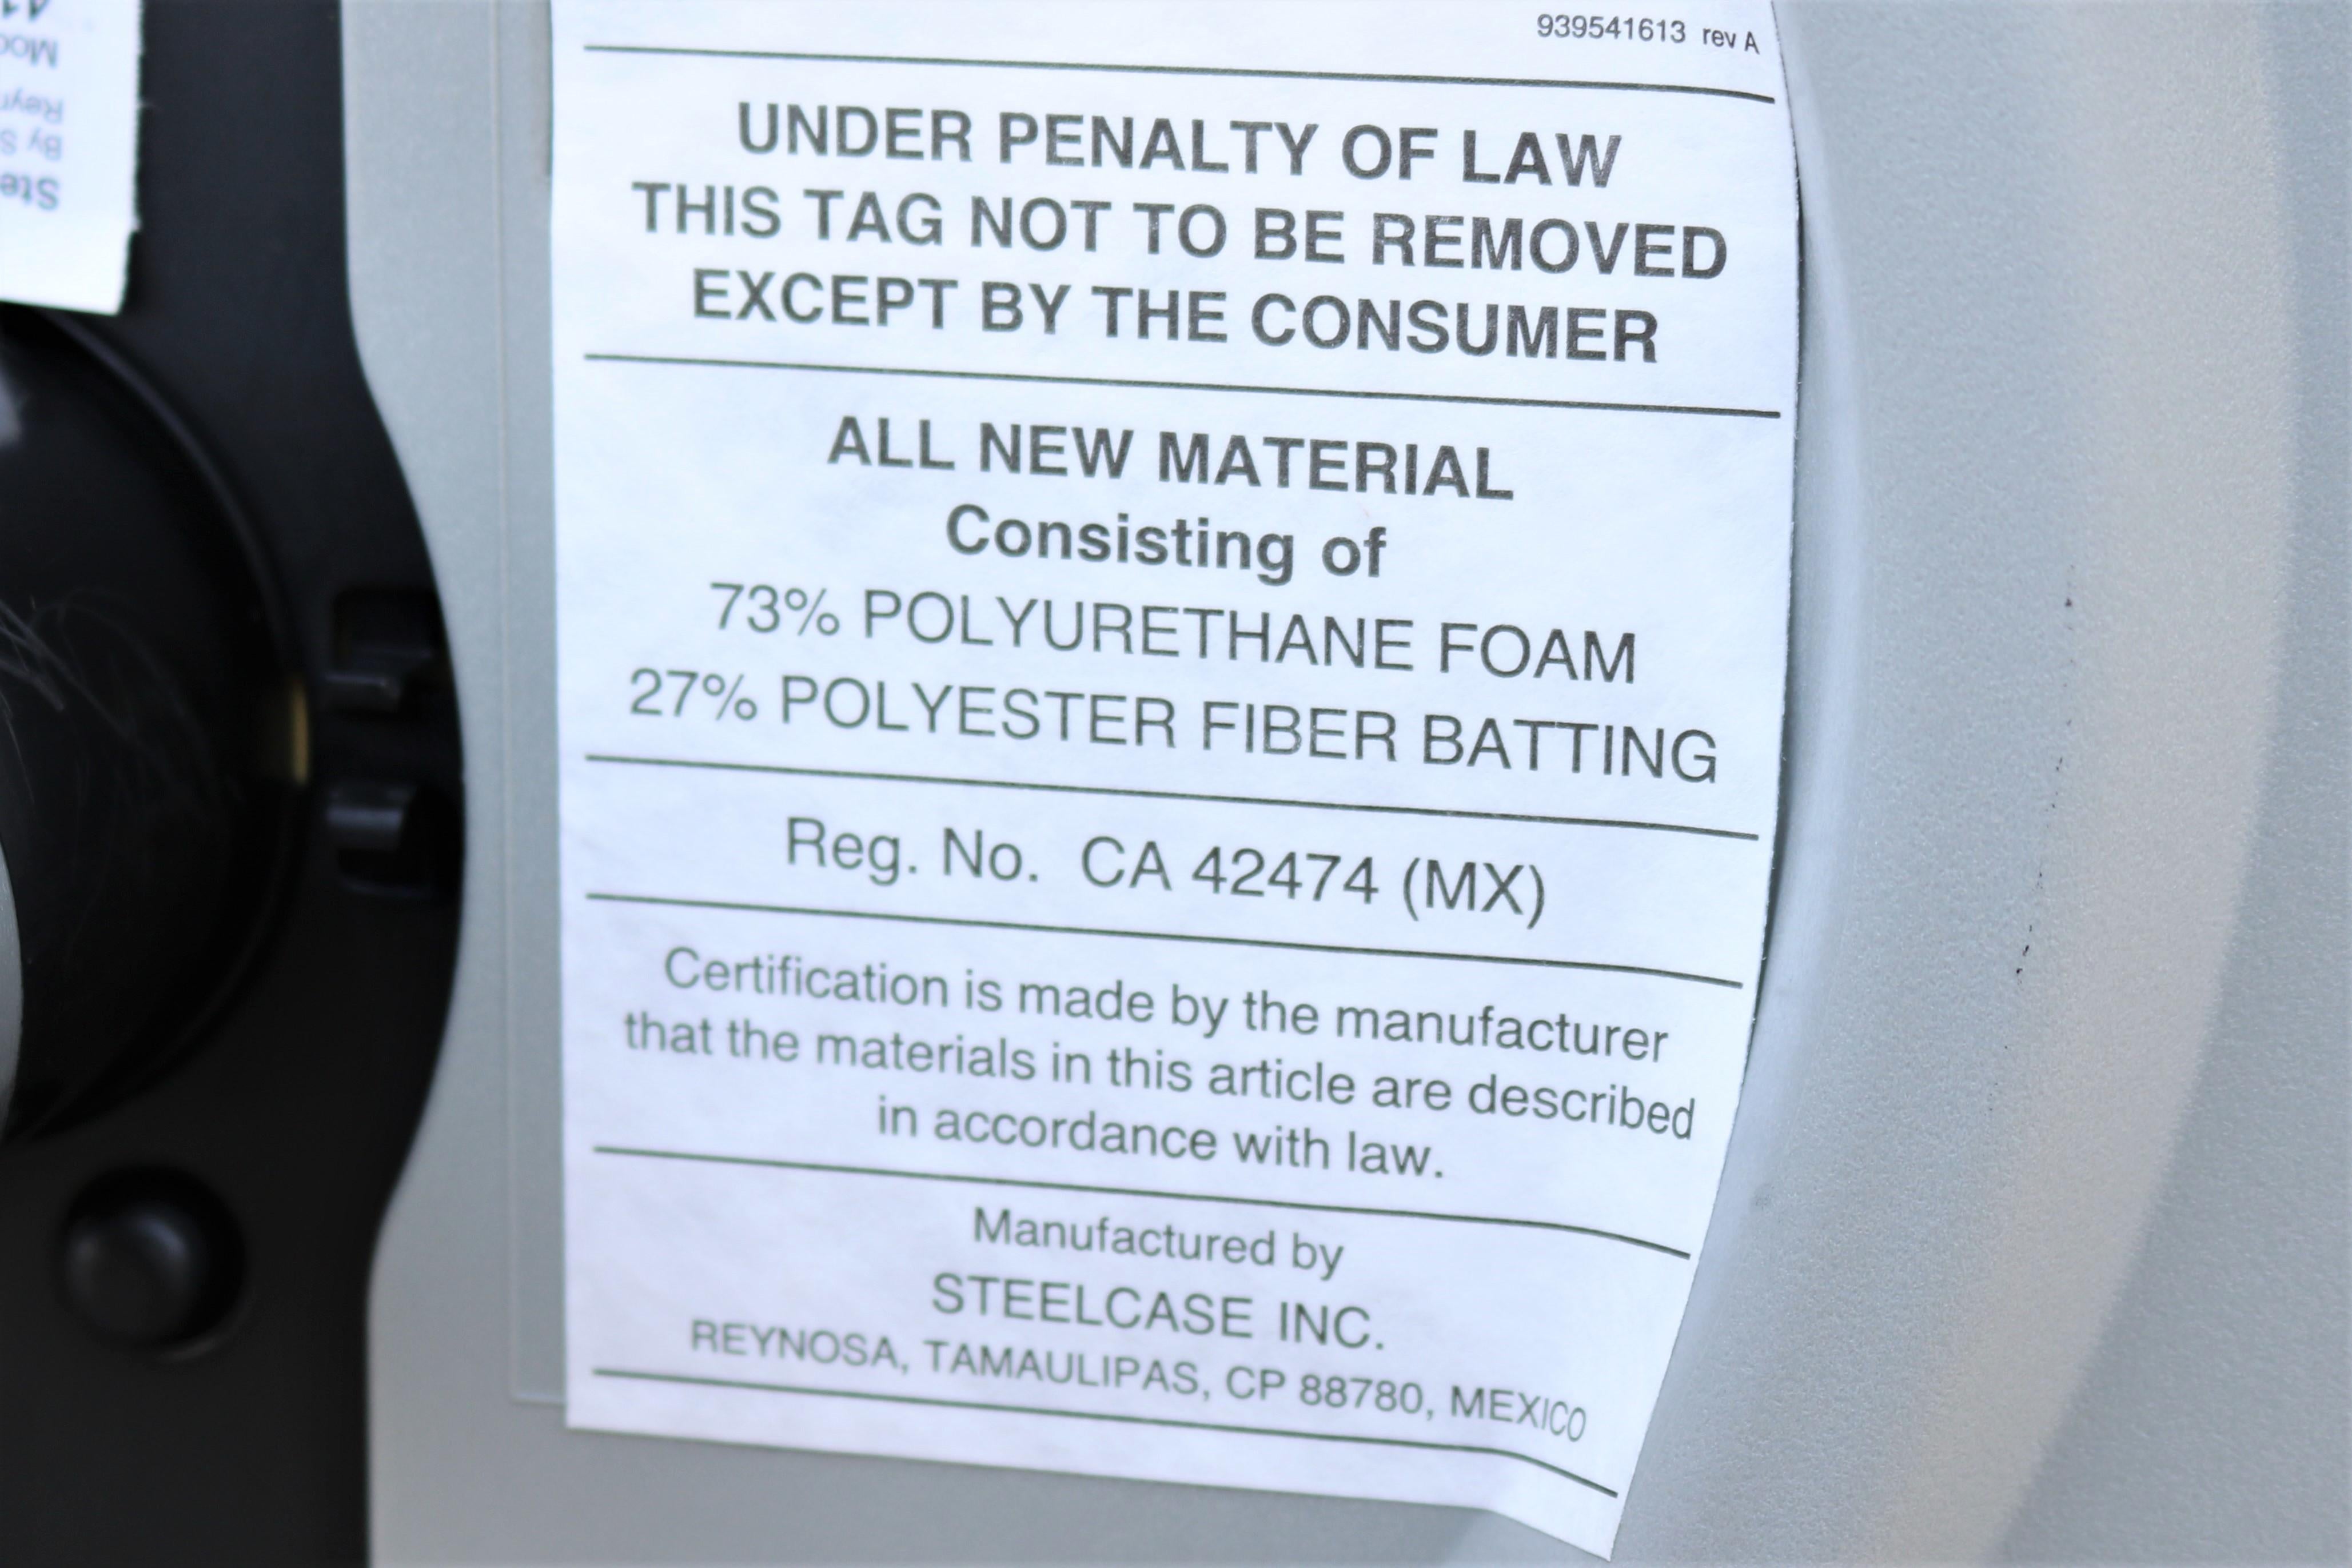 939541613 rev A
UNDER PENALTY OF LAW
THIS TAG NOT TO BE REMOVED
EXCEPT BY THE CONSUMER
ALL NEW MATERIAL
Consisting of
73% POLYURETHANE FOAM
27% POLYESTER FIBER BATTING
Reg. No. CA 42474 (MX)
Certification is made by the manufacturer
that the materials in this article are described
in accordance with law.
Manufactured by
STEELCASE INC.
REYNOSA, TAMAULIPAS, CP 88780, MEXICO
Ste
By S
Reyn